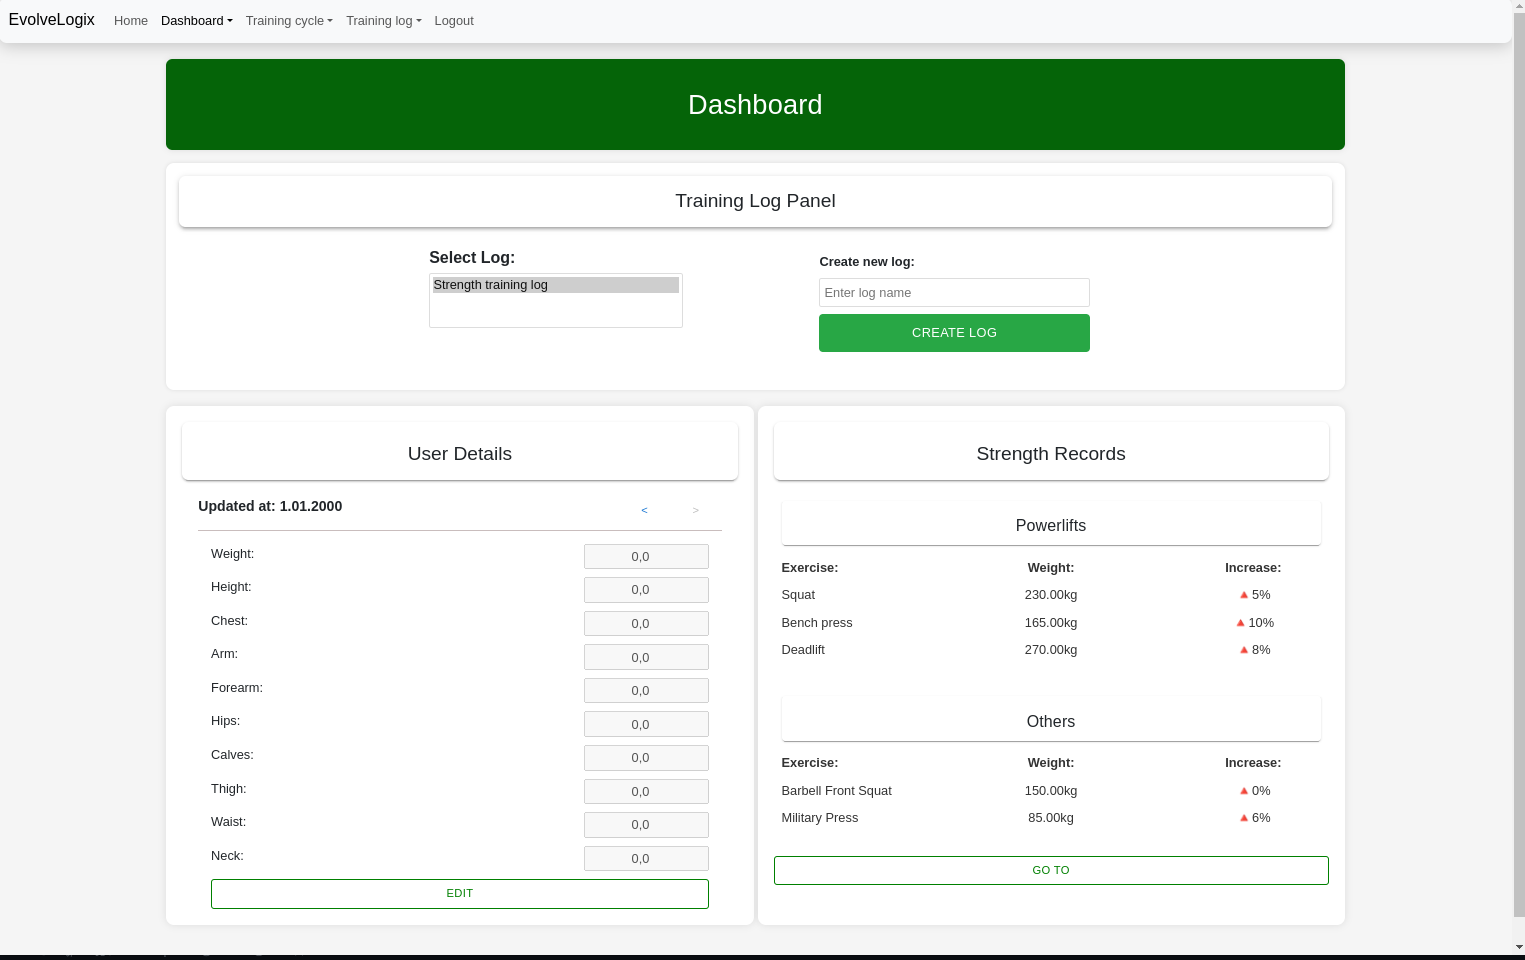 EvolveLogix Home Dashboard Training cycle Training log Logout
Dashboard
Training Log Panel
Select Log:
Strength training log
Create new log:
Enter log name
CREATE LOG
User Details
Updated at: 1.01.2000 < >
Weight: 0,0
Height: 0,0
Chest: 0,0
Arm: 0,0
Forearm: 0,0
Hips: 0,0
Calves: 0,0
Thigh: 0,0
Waist: 0,0
Neck: 0,0
EDIT
Strength Records
Powerlifts
Exercise: Weight: Increase:
Squat 230.00kg 🔺5%
Bench press 165.00kg 🔺10%
Deadlift 270.00kg 🔺8%
Others
Exercise: Weight: Increase:
Barbell Front Squat 150.00kg 🔺0%
Military Press 85.00kg 🔺6%
GO TO